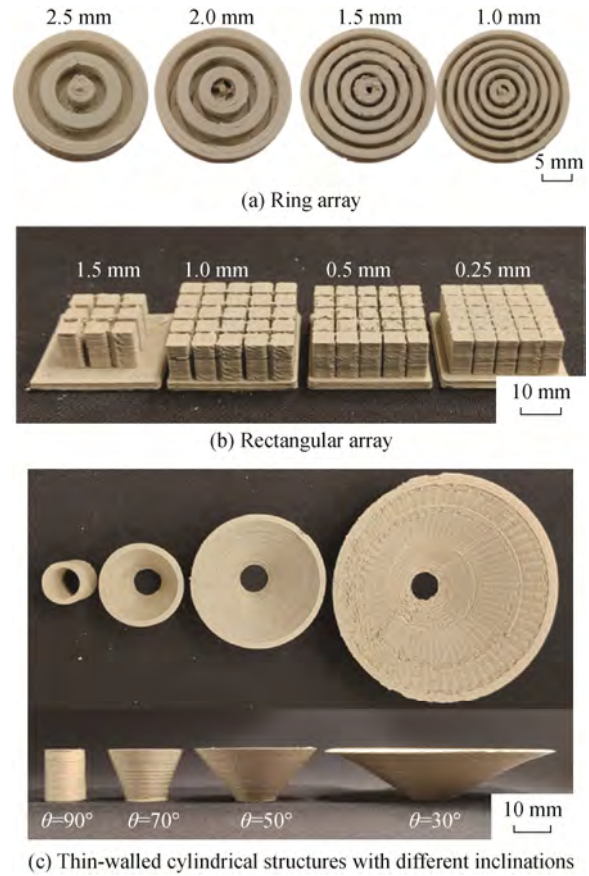 2.5 mm 2.0 mm 1.5 mm 1.0 mm
5 mm
(a) Ring array
1.5 mm 1.0 mm 0.5 mm 0.25 mm
10 mm
(b) Rectangular array
θ=90° θ=70° θ=50° θ=30°
10 mm
(c) Thin-walled cylindrical structures with different inclinations